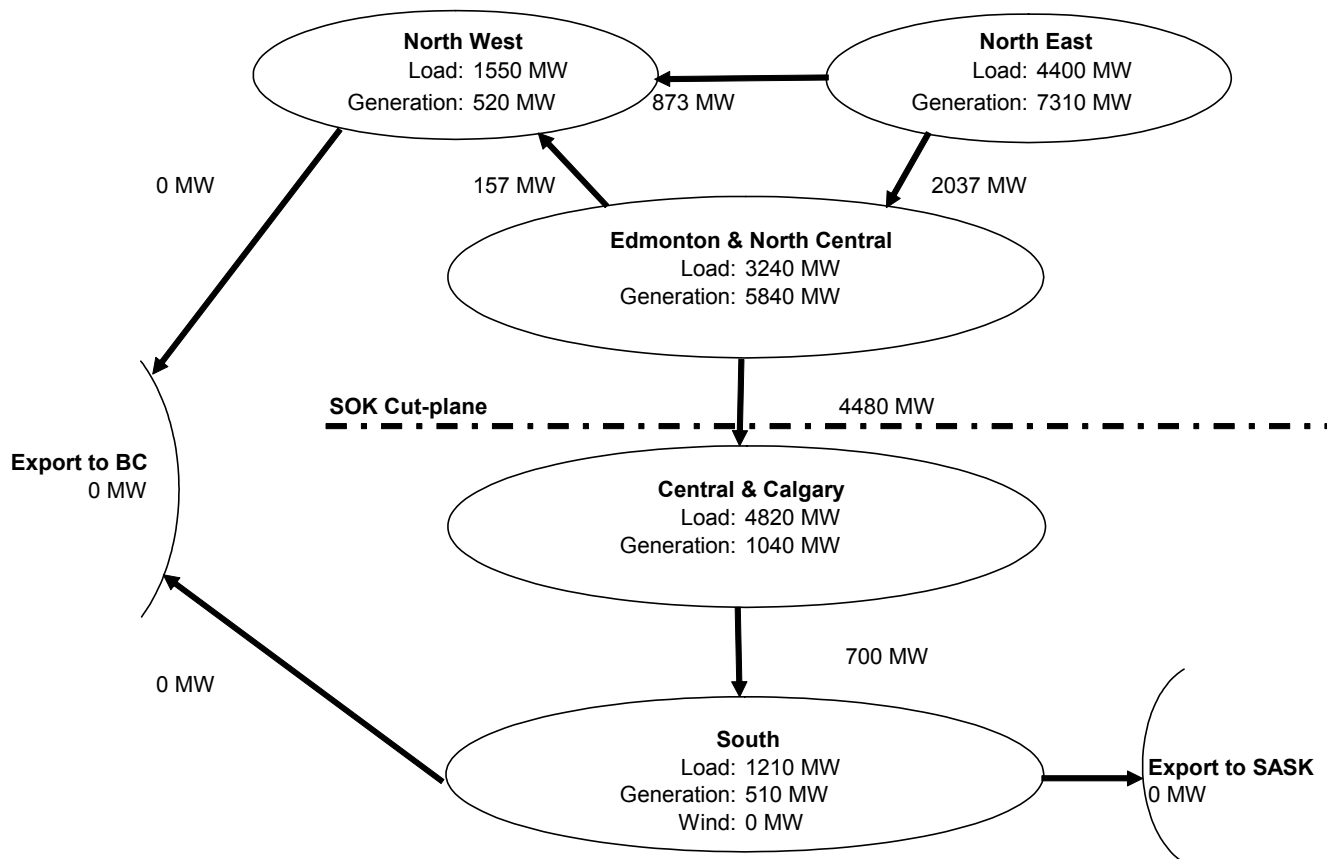 North West
Load: 1550 MW
Generation: 520 MW
North East
Load: 4400 MW
Generation: 7310 MW
873 MW
0 MW
157 MW
2037 MW
Edmonton & North Central
Load: 3240 MW
Generation: 5840 MW
SOK Cut-plane
4480 MW
Export to BC
0 MW
Central & Calgary
Load: 4820 MW
Generation: 1040 MW
700 MW
0 MW
South
Load: 1210 MW
Generation: 510 MW
Wind: 0 MW
Export to SASK
0 MW